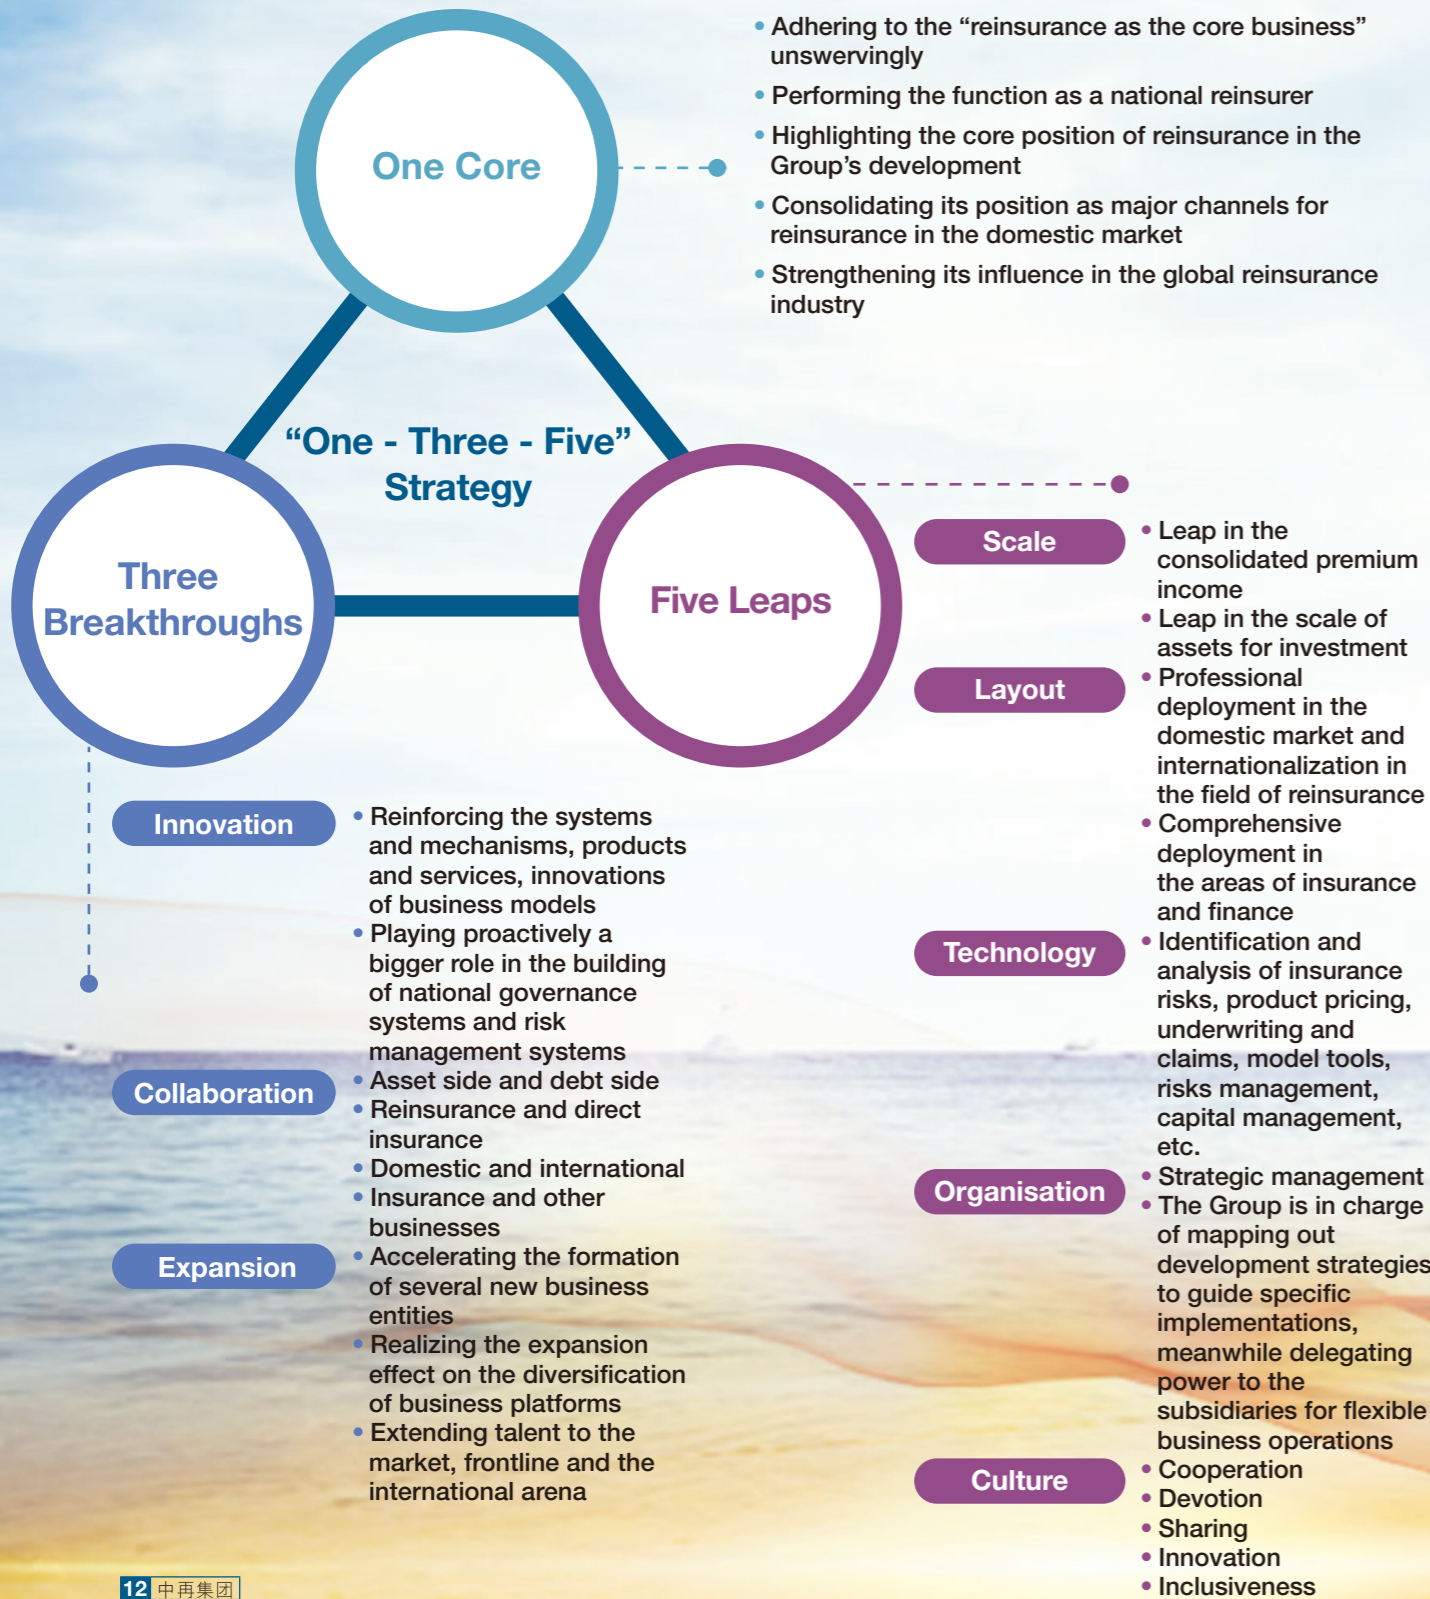 One Core
• Adhering to the “reinsurance as the core business”
unswervingly
• Performing the function as a national reinsurer
• Highlighting the core position of reinsurance in the
Group’s development
• Consolidating its position as major channels for
reinsurance in the domestic market
• Strengthening its influence in the global reinsurance
industry
“One - Three - Five”
Strategy
Three
Breakthroughs
Innovation
• Reinforcing the systems
and mechanisms, products
and services, innovations
of business models
• Playing proactively a
bigger role in the building
of national governance
systems and risk
management systems
Collaboration
• Asset side and debt side
• Reinsurance and direct
insurance
• Domestic and international
• Insurance and other
businesses
Expansion
• Accelerating the formation
of several new business
entities
• Realizing the expansion
effect on the diversification
of business platforms
• Extending talent to the
market, frontline and the
international arena
Five Leaps
Scale
• Leap in the
consolidated premium
income
• Leap in the scale of
assets for investment
Layout
• Professional
deployment in the
domestic market and
internationalization in
the field of reinsurance
• Comprehensive
deployment in
the areas of insurance
and finance
Technology
• Identification and
analysis of insurance
risks, product pricing,
underwriting and
claims, model tools,
risks management,
capital management,
etc.
Organisation
• Strategic management
• The Group is in charge
of mapping out
development strategies
to guide specific
implementations,
meanwhile delegating
power to the
subsidiaries for flexible
business operations
Culture
• Cooperation
• Devotion
• Sharing
• Innovation
• Inclusiveness
12 中再集团